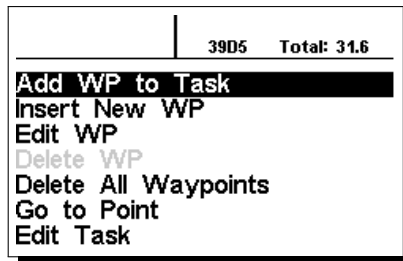 39D5 Total: 31.6
Add WP to Task
Insert New WP
Edit WP
Delete WP
Delete All Waypoints
Go to Point
Edit Task